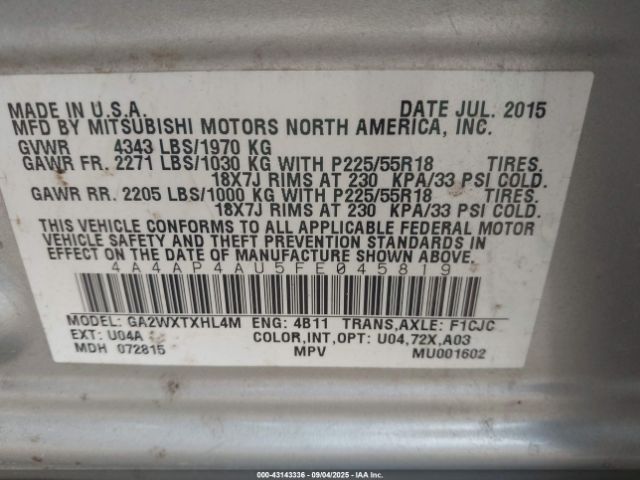 MADE IN U.S.A. DATE JUL. 2015
MFD BY MITSUBISHI MOTORS NORTH AMERICA, INC.
GVWR 4343 LBS/1970 KG
GAWR FR. 2271 LBS/1030 KG WITH P225/55R18 TIRES.
18X7J RIMS AT 230 KPA/33 PSI COLD.
GAWR RR. 2205 LBS/1000 KG WITH P225/55R18 TIRES.
18X7J RIMS AT 230 KPA/33 PSI COLD.
THIS VEHICLE CONFORMS TO ALL APPLICABLE FEDERAL MOTOR
VEHICLE SAFETY AND THEFT PREVENTION STANDARDS IN
EFFECT ON THE DATE OF MANUFACTURE SHOWN ABOVE.
4A4AP4AU5FE045819
MODEL: GA2WXTXHL4M ENG: 4B11 TRANS,AXLE: F1CJC
EXT: U04A COLOR,INT,OPT: U04,72X,A03
MDH 072815 MPV MU001602
000-43143336 - 09/04/2025 - IAA Inc.